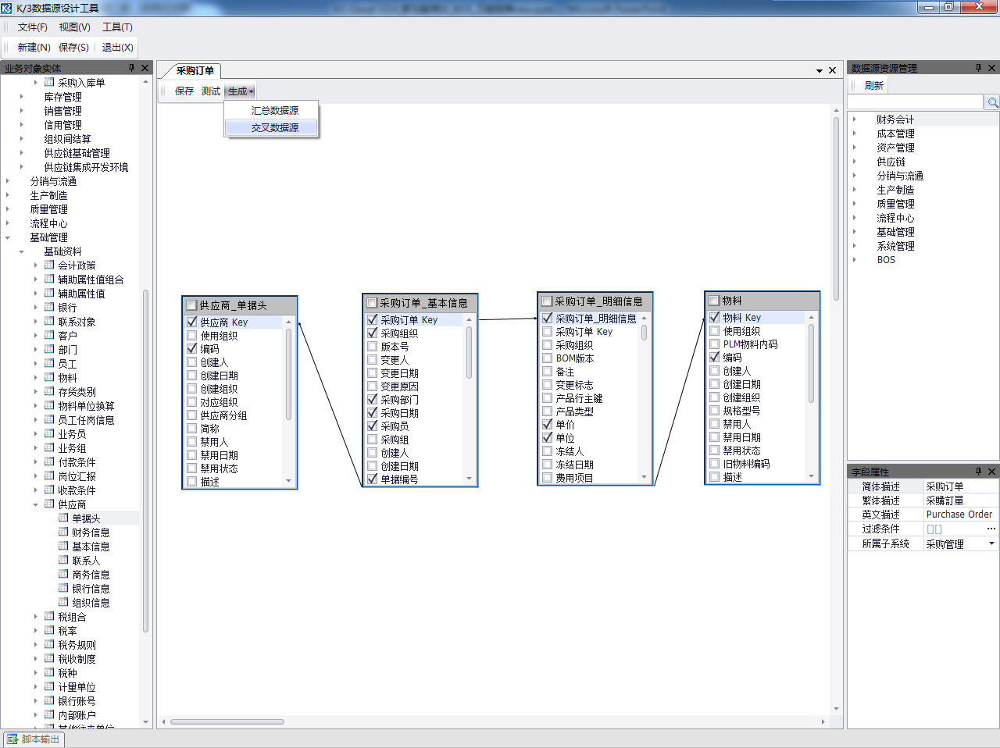 K/3数据源设计工具
文件(F) 视图(V) 工具(T)
新建(N) 保存(S) 退出(X)
业务对象实体
采购入库单
库存管理
销售管理
信用管理
组织间结算
供应链基础管理
供应链集成开发环境
分销与流通
生产制造
质量管理
流程中心
基础管理
基础资料
会计政策
辅助属性值组合
辅助属性值
银行
联系对象
客户
部门
员工
物料
存货类别
物料单位换算
员工任岗信息
业务员
业务组
付款条件
岗位汇报
收款条件
供应商
单据头
财务信息
基本信息
联系人
商务信息
银行信息
组织信息
税组合
税率
税务规则
税收制度
税种
计量单位
银行账号
内部账户
其他往来单位
采购订单
保存 测试 生成
汇总数据源
交叉数据源
供应商_单据头
供应商 Key
使用组织
编码
创建人
创建日期
创建组织
对应组织
供应商分组
简称
禁用人
禁用日期
禁用状态
描述
采购订单_基本信息
采购订单 Key
采购组织
版本号
变更人
变更日期
变更原因
采购部门
采购日期
采购员
采购组
创建人
创建日期
单据编号
采购订单_明细信息
采购订单_明细信息
采购订单 Key
采购组织
BOM版本
备注
变更标志
产品行主键
产品类型
单价
单位
冻结人
冻结日期
费用项目
物料
物料 Key
使用组织
PLM物料内码
编码
创建人
创建日期
创建组织
规格型号
禁用人
禁用日期
禁用状态
旧物料编码
描述
数据源资源管理
刷新
财务会计
成本管理
资产管理
供应链
分销与流通
生产制造
质量管理
流程中心
基础管理
系统管理
BOS
字段属性
简体描述 采购订单
繁体描述 采購訂單
英文描述 Purchase Order
过滤条件 [][] ...
所属子系统 采购管理
脚本输出